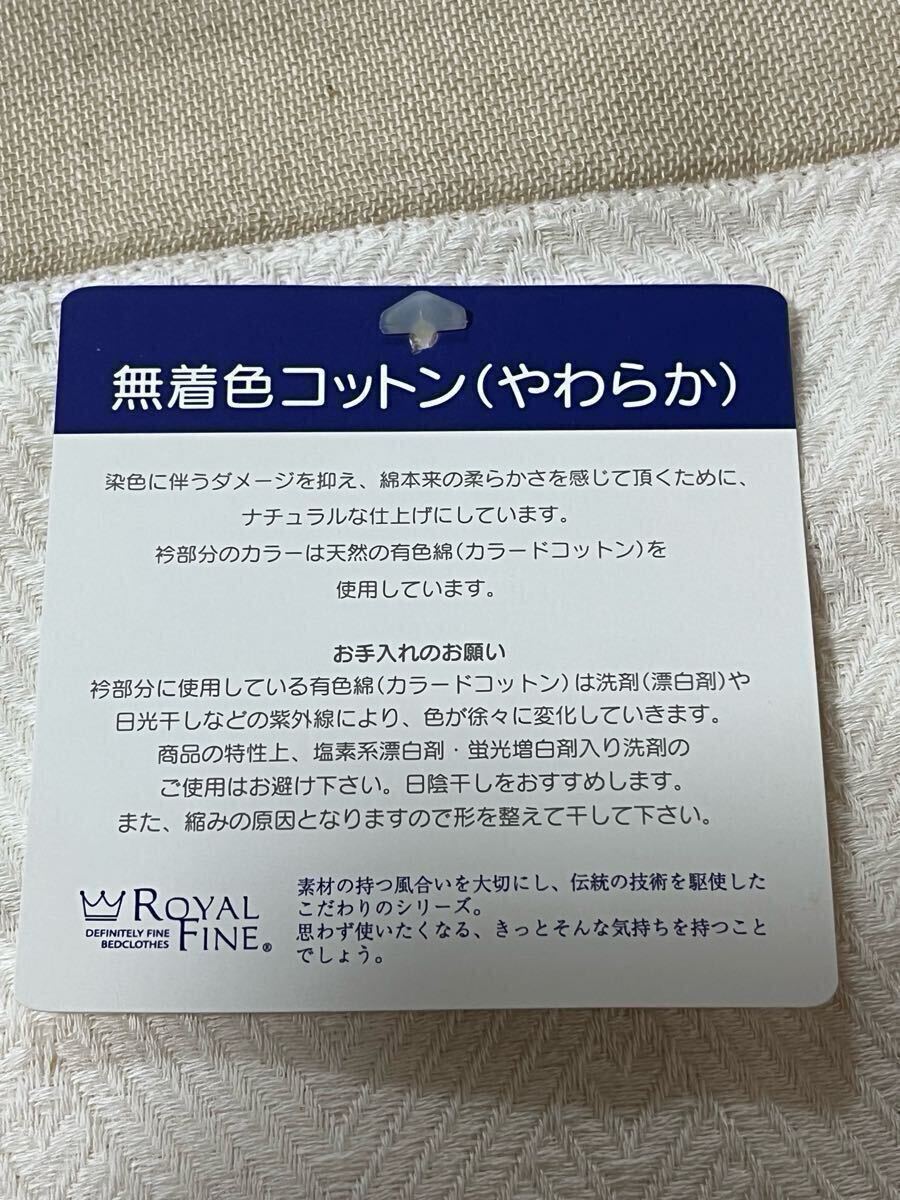 無着色コットン(やわらか)
染色に伴うダメージを抑え、綿本来の柔らかさを感じて頂くために、
ナチュラルな仕上げにしています。
衿部分のカラーは天然の有色綿(カラードコットン)を
使用しています。
お手入れのお願い
衿部分に使用している有色綿(カラードコットン)は洗剤(漂白剤)や
日光干しなどの紫外線により、色が徐々に変化していきます。
商品の特性上、塩素系漂白剤・蛍光増白剤入り洗剤の
ご使用はお避け下さい。日陰干しをおすすめします。
また、縮みの原因となりますので形を整えて干して下さい。
ROYAL
FINE®
DEFINITELY FINE
BEDCLOTHES
素材の持つ風合いを大切にし、伝統の技術を駆使した
こだわりのシリーズ。
思わず使いたくなる、きっとそんな気持ちを持つこと
でしょう。